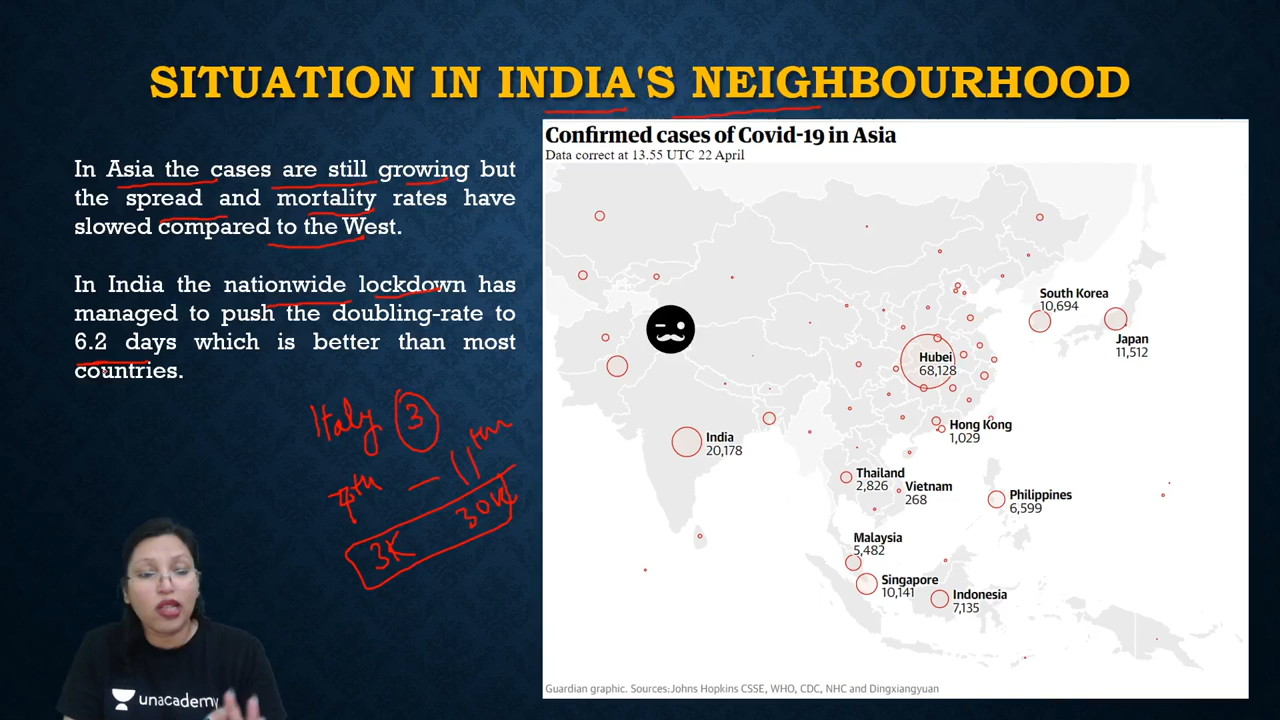 SITUATION IN INDIA'S NEIGHBOURHOOD
In Asia the cases are still growing but
the spread and mortality rates have
slowed compared to the West.
In India the nationwide lockdown has
managed to push the doubling-rate to
6.2 days which is better than most
countries.
Italy 3
7th – 11th
3K 30K
unacademy
Confirmed cases of Covid-19 in Asia
Data correct at 13.55 UTC 22 April
South Korea
10,694
Japan
11,512
Hubei
68,128
Hong Kong
1,029
India
20,178
Thailand
2,826
Vietnam
268
Philippines
6,599
Malaysia
5,482
Singapore
10,141
Indonesia
7,135
Guardian graphic. Sources:Johns Hopkins CSSE, WHO, CDC, NHC and Dingxiangyuan